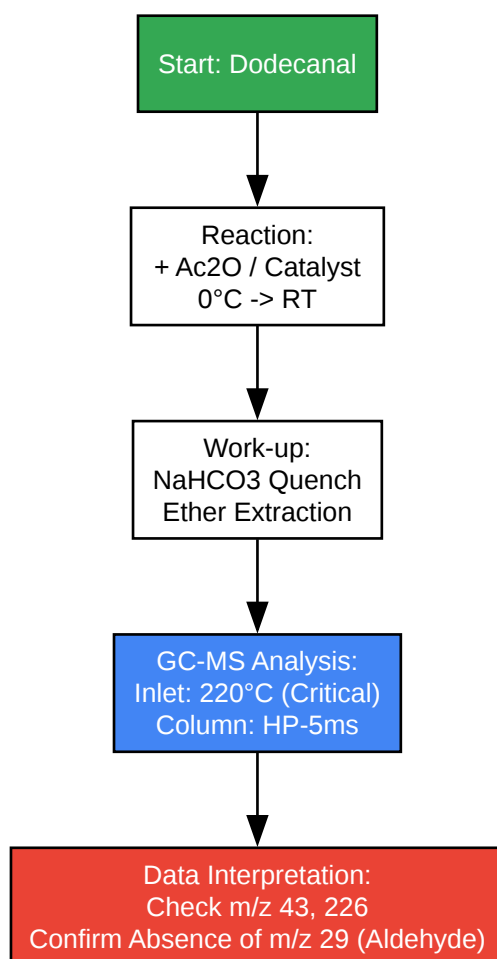 Start: Dodecanal
Reaction:
+ Ac2O / Catalyst
0°C -> RT
Work-up:
NaHCO3 Quench
Ether Extraction
GC-MS Analysis:
Inlet: 220°C (Critical)
Column: HP-5ms
Data Interpretation:
Check m/z 43, 226
Confirm Absence of m/z 29 (Aldehyde)